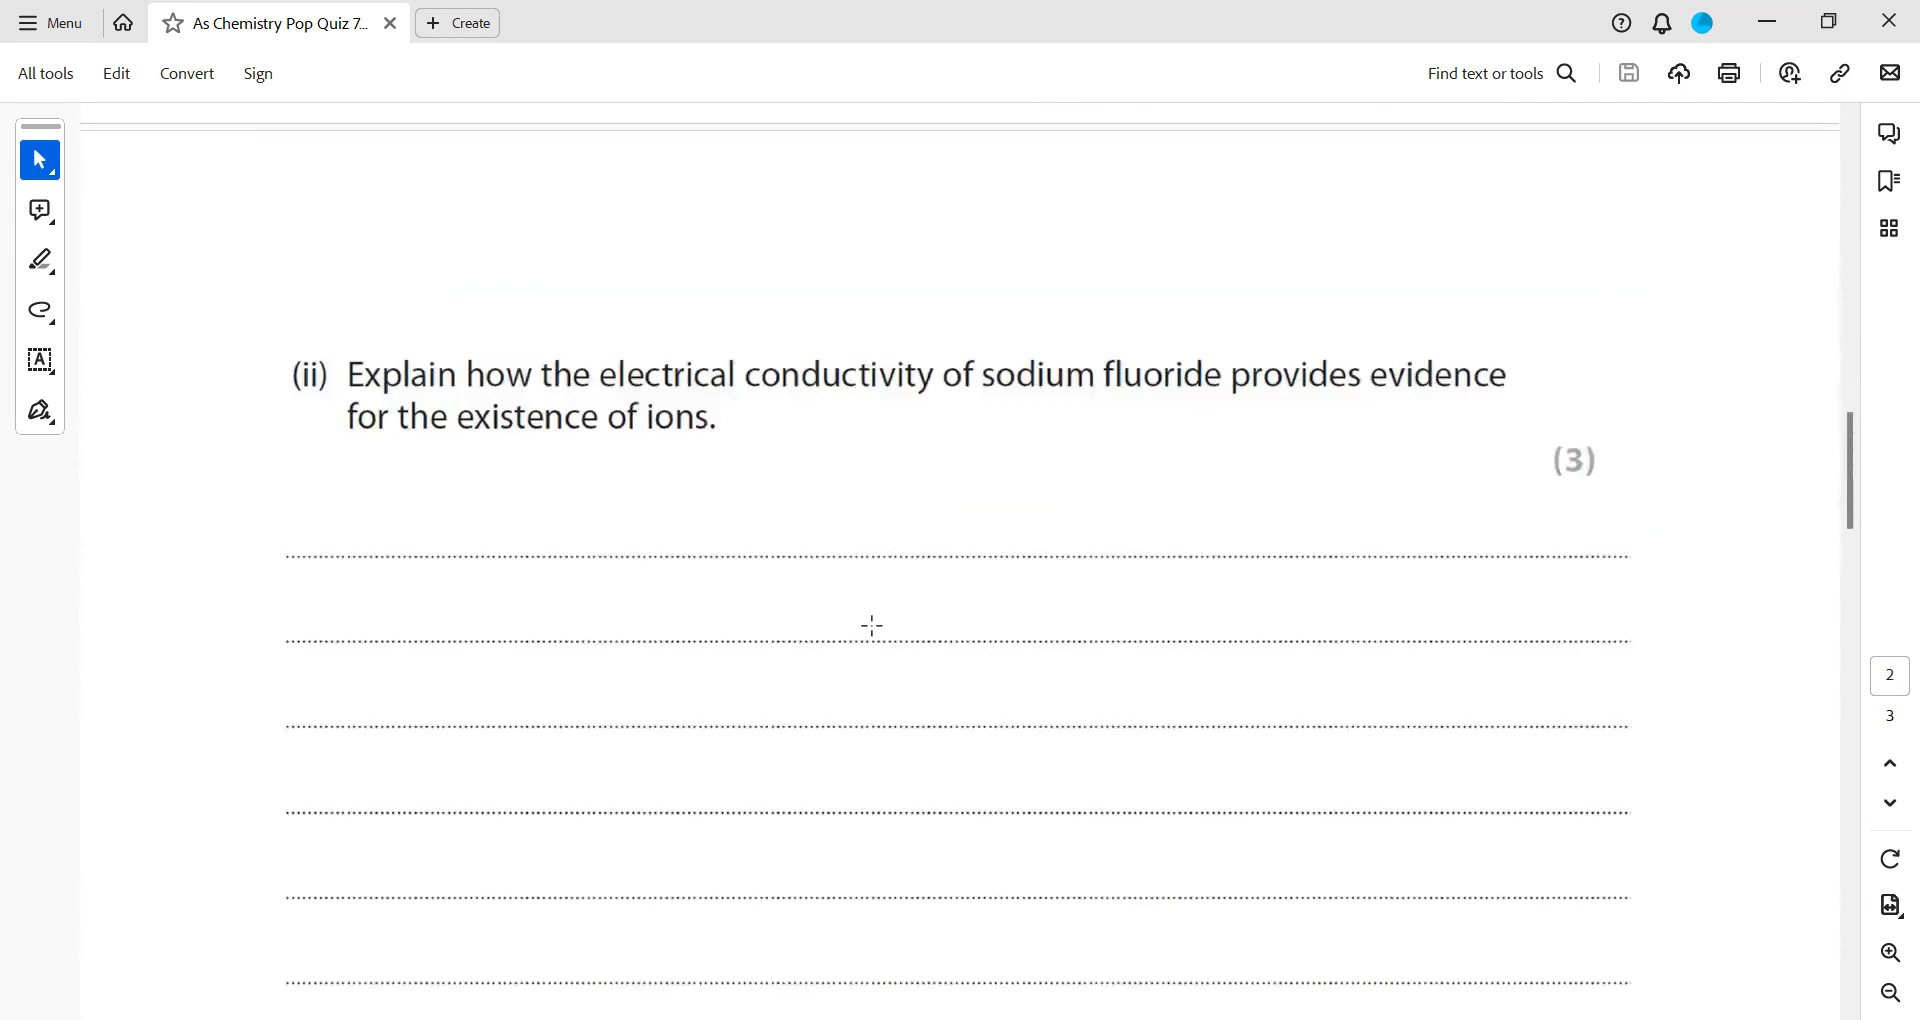 Menu
As Chemistry Pop Quiz 7...
Create
All tools
Edit
Convert
Sign
Find text or tools
(ii) Explain how the electrical conductivity of sodium fluoride provides evidence
for the existence of ions.
(3)
2
3